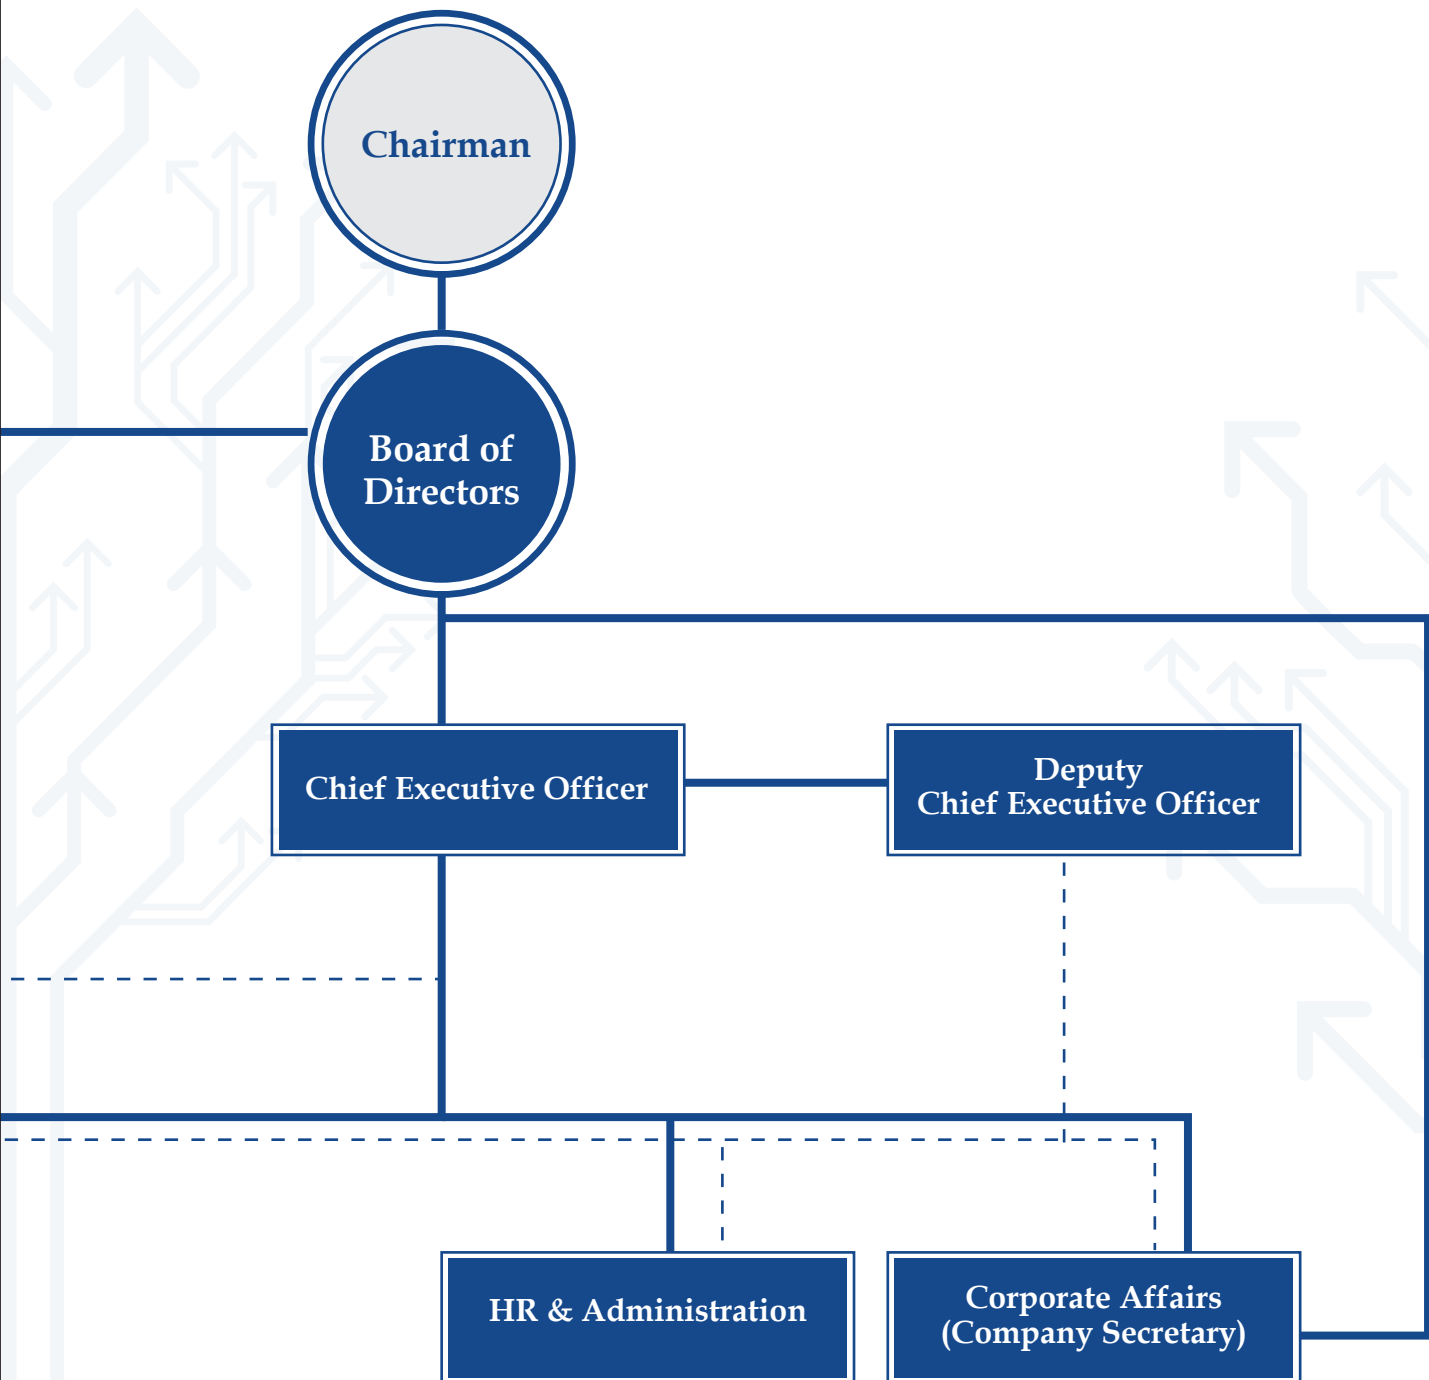 Chairman
Board of
Directors
Chief Executive Officer
Deputy
Chief Executive Officer
HR & Administration
Corporate Affairs
(Company Secretary)